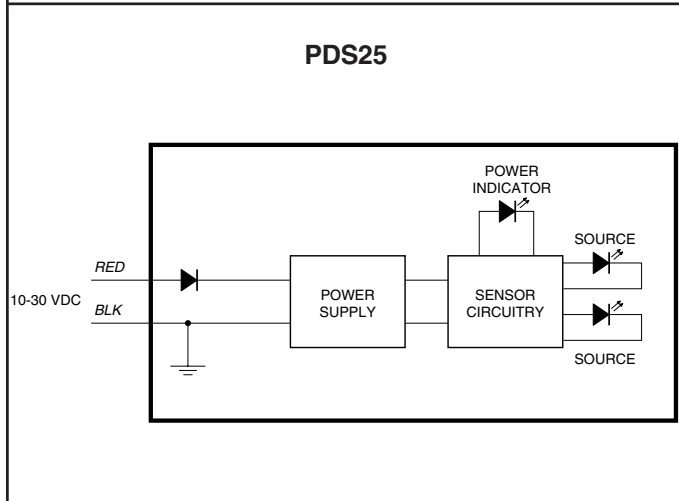 PDS25
POWER
INDICATOR
SOURCE
RED
10-30 VDC
BLK
POWER
SUPPLY
SENSOR
CIRCUITRY
SOURCE